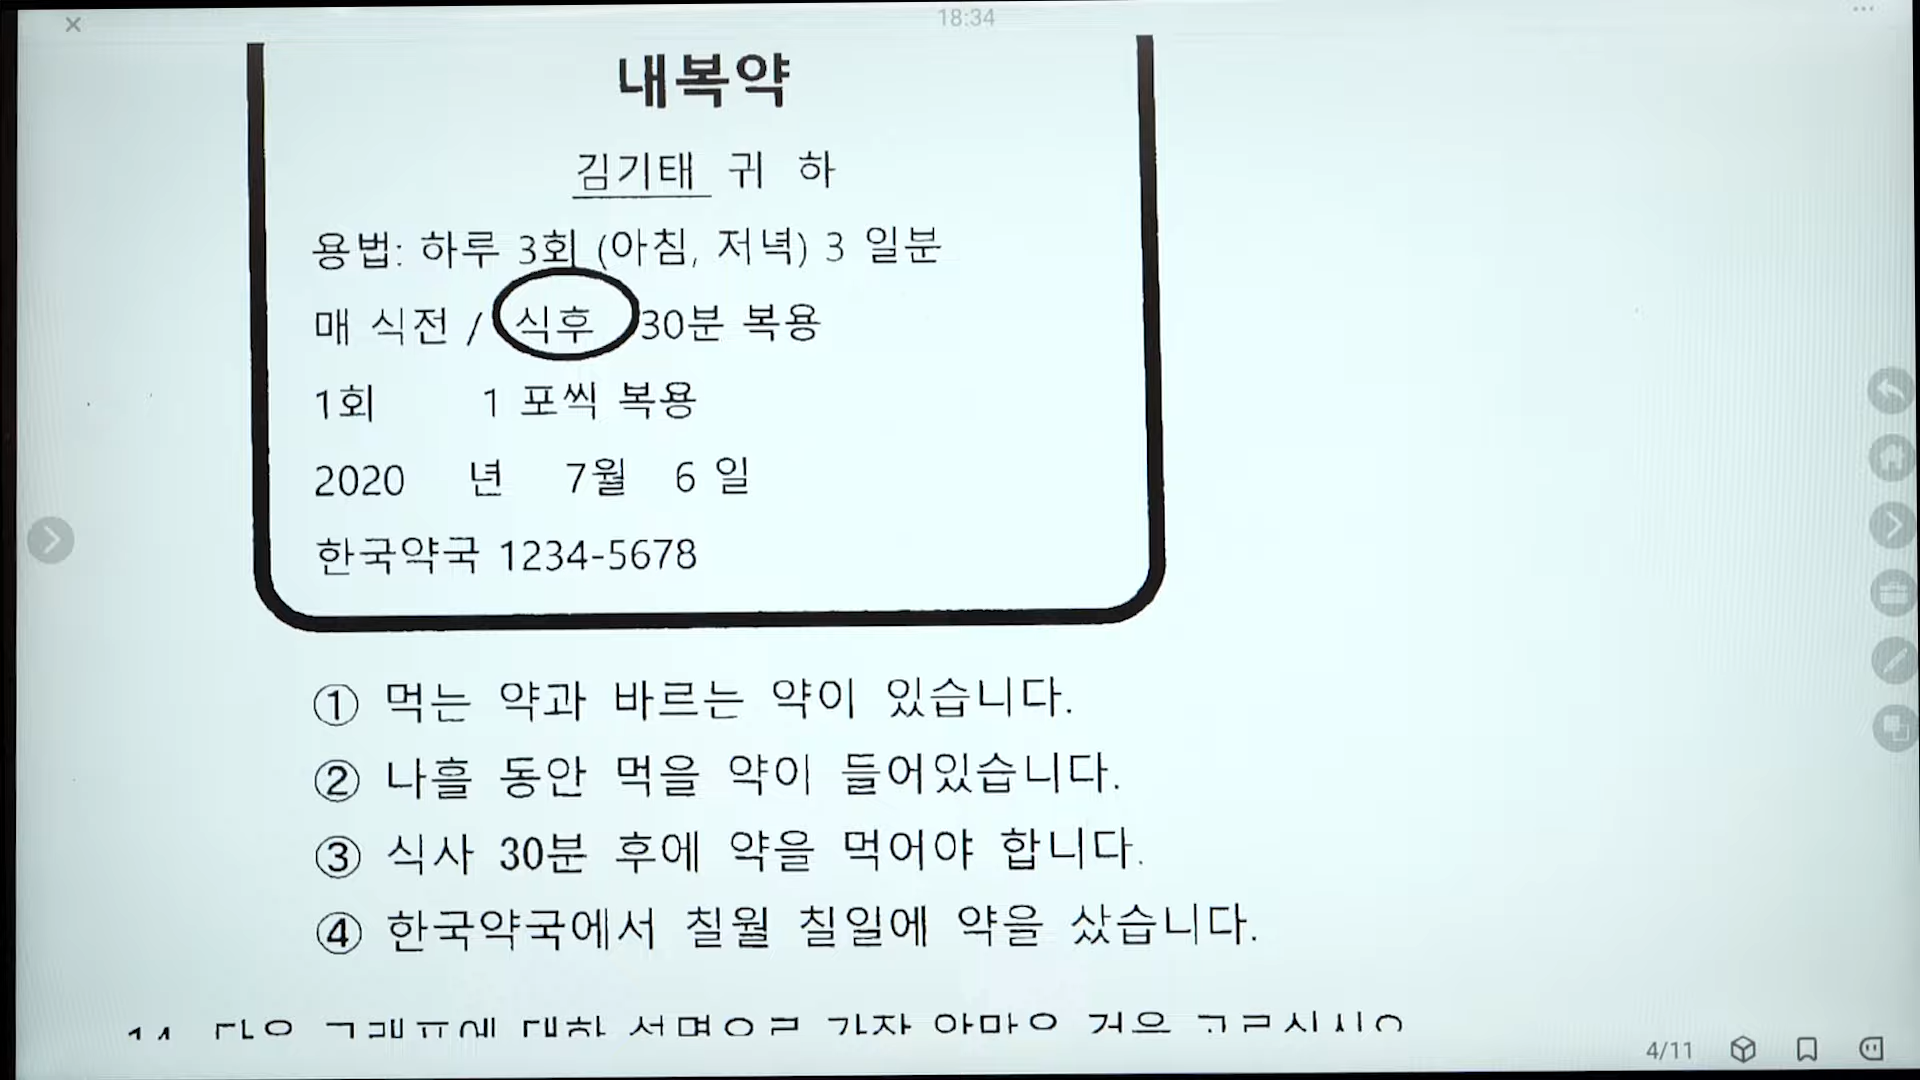 18:34
내복약
김기태 귀 하
용법: 하루 3회 (아침, 저녁) 3 일분
매 식전 / 식후 30분 복용
1회 1 포씩 복용
2020 년 7월 6 일
한국약국 1234-5678
① 먹는 약과 바르는 약이 있습니다.
② 나흘 동안 먹을 약이 들어있습니다.
③ 식사 30분 후에 약을 먹어야 합니다.
④ 한국약국에서 칠월 칠일에 약을 샀습니다.
4/11